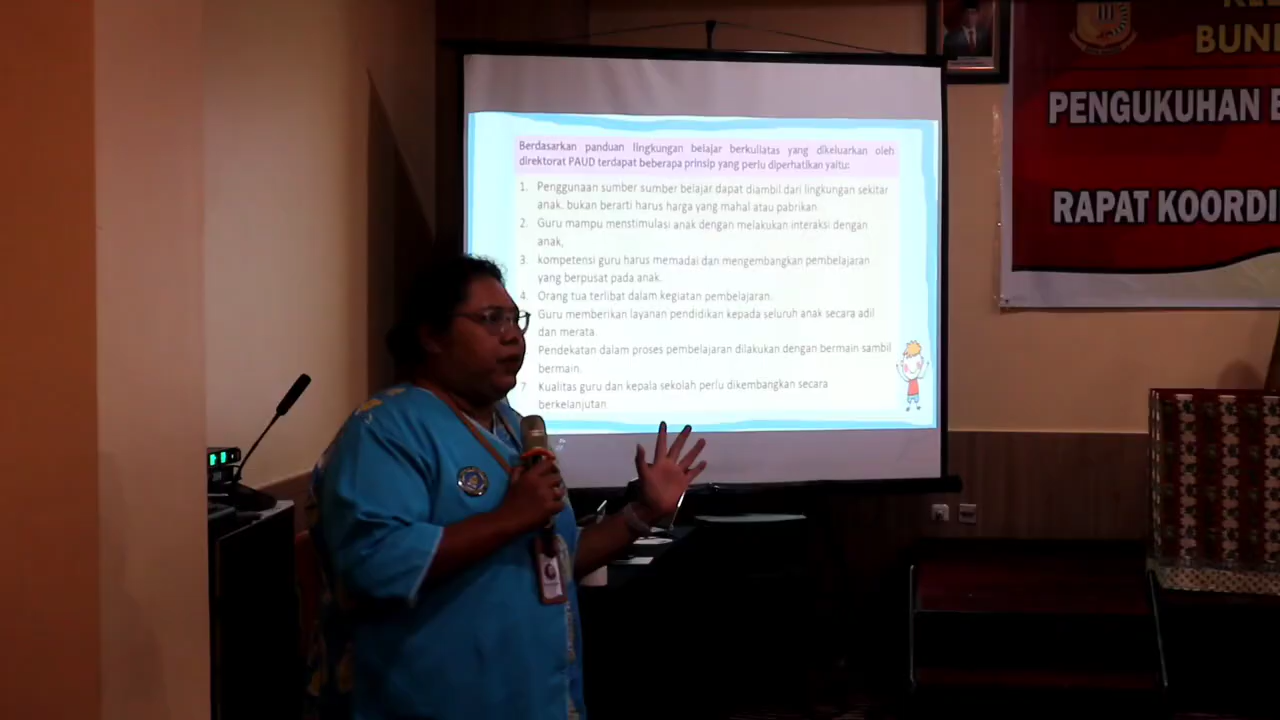 Berdasarkan panduan lingkungan belajar berkuliatas yang dikeluarkan oleh
direktorat PAUD terdapat beberapa prinsip yang perlu diperhatikan yaitu:
1. Penggunaan sumber sumber belajar dapat diambil dari lingkungan sekitar
anak, bukan berarti harus harga yang mahal atau pabrikan
2. Guru mampu menstimulasi anak dengan melakukan interaksi dengan
anak,
3. kompetensi guru harus memadai dan mengembangkan pembelajaran
yang berpusat pada anak.
4. Orang tua terlibat dalam kegiatan pembelajaran.
Guru memberikan layanan pendidikan kepada seluruh anak secara adil
dan merata.
Pendekatan dalam proses pembelajaran dilakukan dengan bermain sambil
bermain.
7 Kualitas guru dan kepala sekolah perlu dikembangkan secara
berkelanjutan
PENGUKUHAN
RAPAT